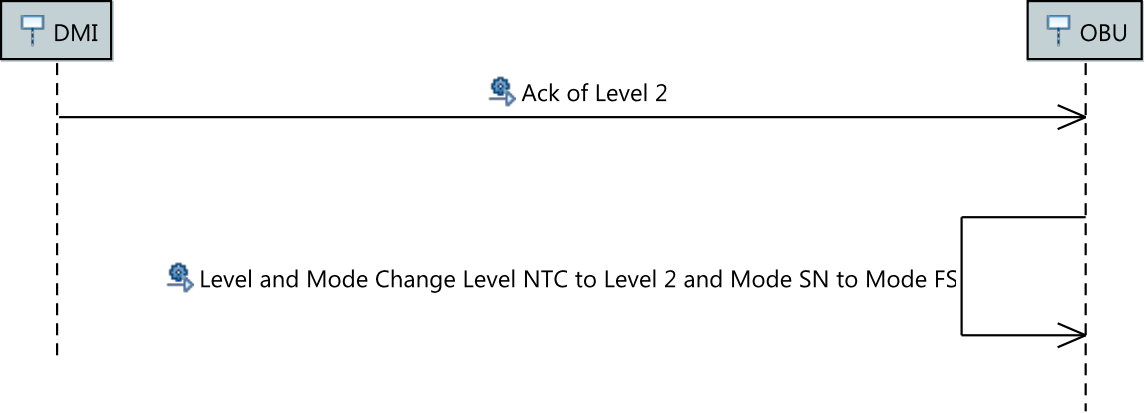 DMI
OBU
Ack of Level 2
Level and Mode Change Level NTC to Level 2 and Mode SN to Mode FS